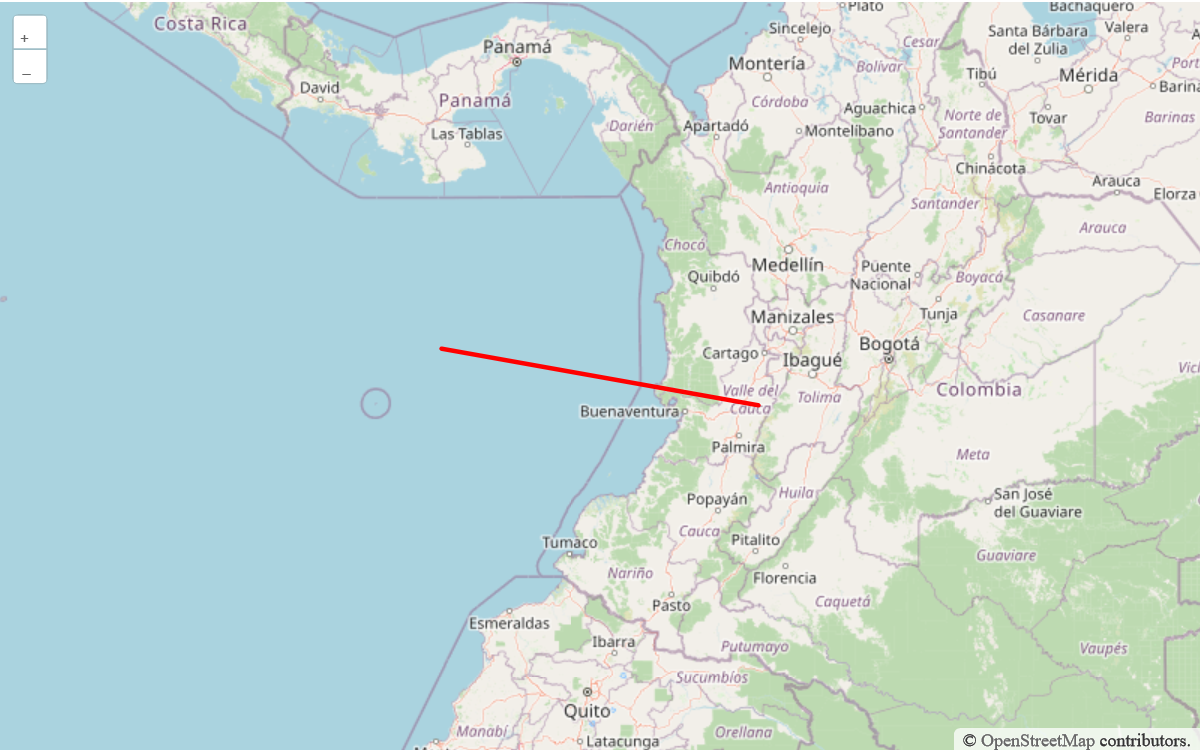 +
–
Costa Rica
Plato
Bachaquero
Sincelejo
Cesar
Santa Bárbara
del Zulia
Valera
Panamá
Montería
Bolívar
Tibú
Mérida
David
Panamá
Córdoba
Aguachica
Norte de
Santander
Tovar
Barinas
Las Tablas
Darién
Apartadó
Montelíbano
Chinácota
Antioquia
Arauca
Elorza
Santander
Arauca
Chocó
Medellín
Puente
Nacional
Boyacá
Quibdó
Manizales
Tunja
Casanare
Cartago
Ibagué
Bogotá
Valle del
Cauca
Tolima
Colombia
Buenaventura
Palmira
Meta
Huila
San José
del Guaviare
Popayán
Cauca
Pitalito
Tumaco
Guaviare
Nariño
Florencia
Pasto
Caquetá
Esmeraldas
Ibarra
Putumayo
Vaupés
Sucumbíos
Quito
Manabí
Latacunga
Orellana
© OpenStreetMap contributors.